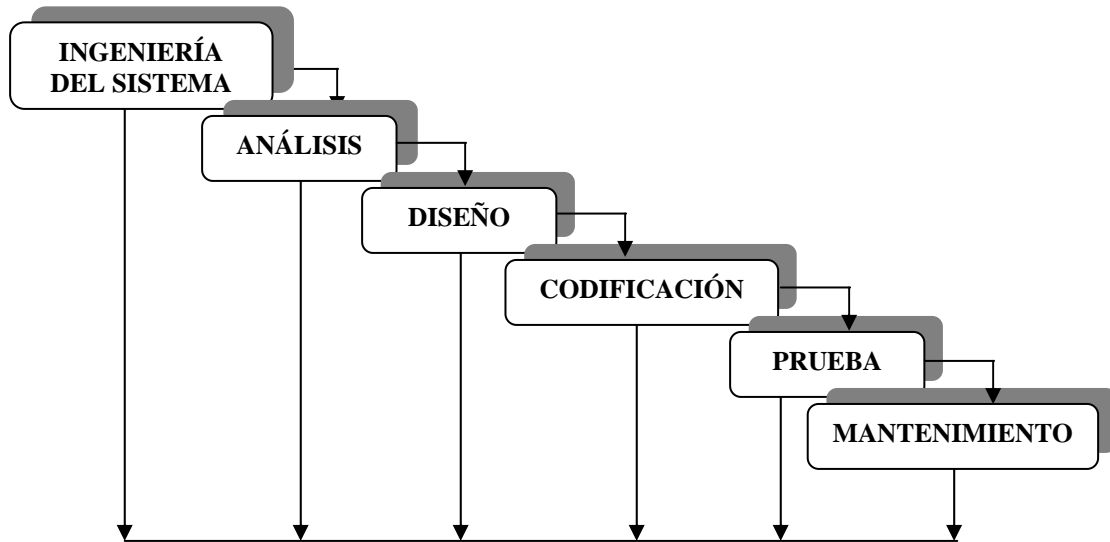 INGENIERÍA
DEL SISTEMA
ANÁLISIS
DISEÑO
CODIFICACIÓN
PRUEBA
MANTENIMIENTO